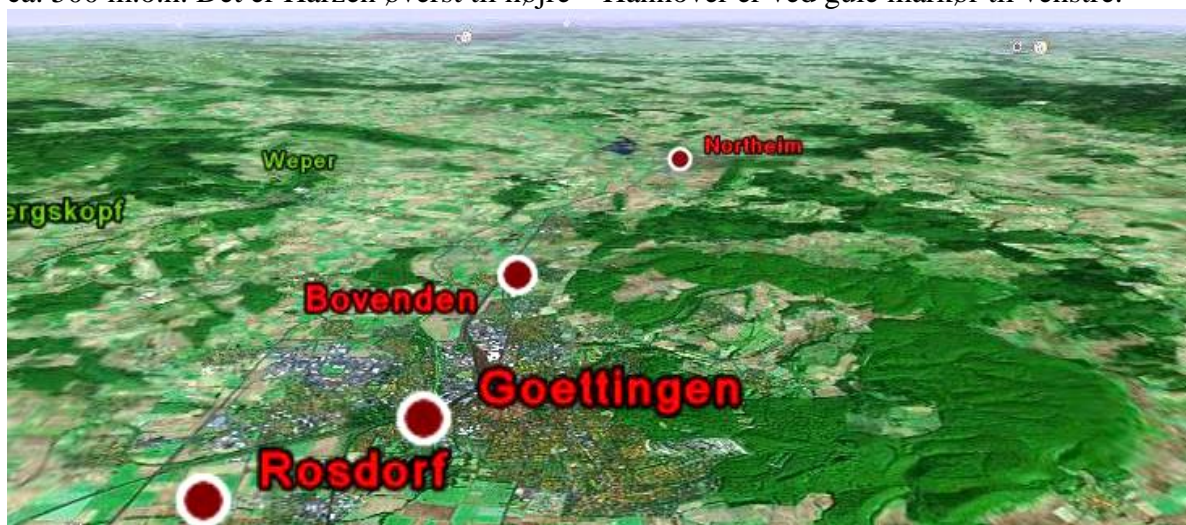 ca. 300 m.o.h. Det er Harzen øverst til højre – Hannover er ved gule markør til venstre.
Northeim
Weper
ergskopf
Bovenden
Goettingen
Rosdorf